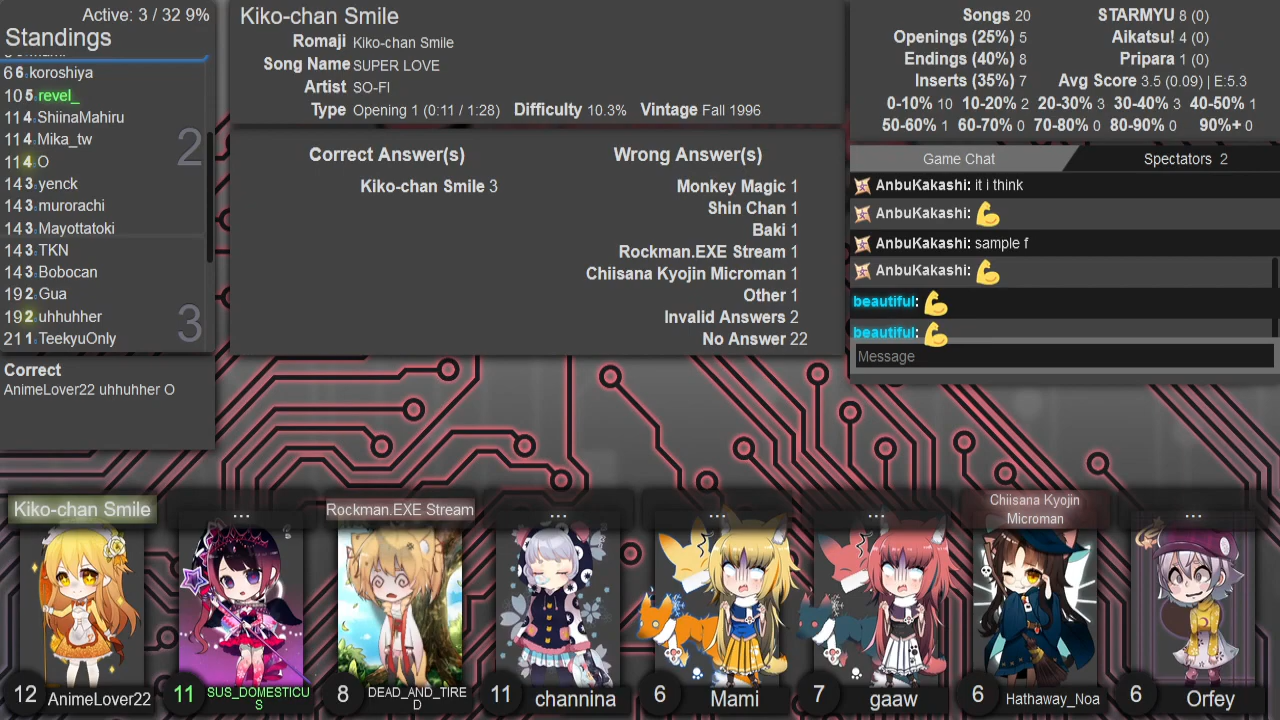 Active: 3 / 32 9%
Standings
6 6 koroshiya
10 5 revel_
11 4 ShiinaMahiru
11 4 Mika_tw
11 4 O
2
14 3 yenck
14 3 murorachi
14 3 Mayottatoki
14 3 TKN
14 3 Bobocan
19 2 Gua
19 2 uhhuhher
3
21 1 TeekyuOnly
Correct
AnimeLover22 uhhuhher O
Kiko-chan Smile
Romaji Kiko-chan Smile
Song Name SUPER LOVE
Artist SO-FI
Type Opening 1 (0:11 / 1:28) Difficulty 10.3% Vintage Fall 1996
Correct Answer(s)
Kiko-chan Smile 3
Wrong Answer(s)
Monkey Magic 1
Shin Chan 1
Baki 1
Rockman.EXE Stream 1
Chiisana Kyojin Microman 1
Other 1
Invalid Answers 2
No Answer 22
Songs 20 STARMYU 8 (0)
Openings (25%) 5 Aikatsu! 4 (0)
Endings (40%) 8 Pripara 1 (0)
Inserts (35%) 7 Avg Score 3.5 (0.09) | E:5.3
0-10% 10 10-20% 2 20-30% 3 30-40% 3 40-50% 1
50-60% 1 60-70% 0 70-80% 0 80-90% 0 90%+ 0
Game Chat Spectators 2
AnbuKakashi: it i think
AnbuKakashi: 💪
AnbuKakashi: sample f
AnbuKakashi: 💪
beautiful: 💪
beautiful: 💪
Message
Kiko-chan Smile
...
Rockman.EXE Stream
...
...
...
Chiisana Kyojin
Microman
...
12 AnimeLover22
11 SUS_DOMESTICU
S
8 DEAD_AND_TIRE
D
11 channina
6 Mami
7 gaaw
6 Hathaway_Noa
6 Orfey